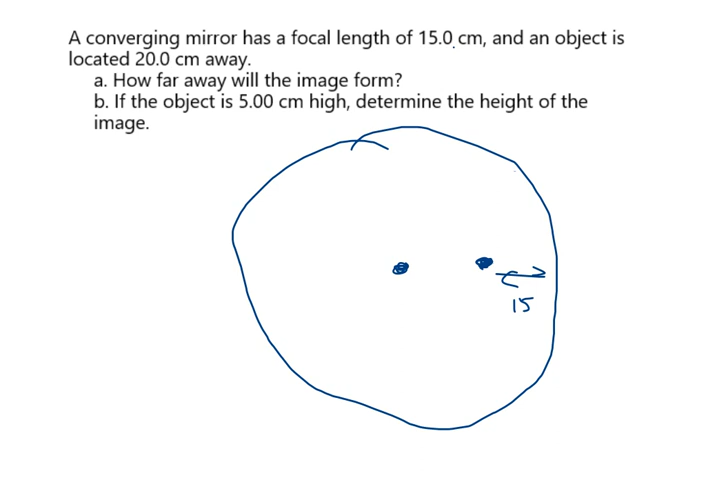 A converging mirror has a focal length of 15.0 cm, and an object is
located 20.0 cm away.
a. How far away will the image form?
b. If the object is 5.00 cm high, determine the height of the
image.
15